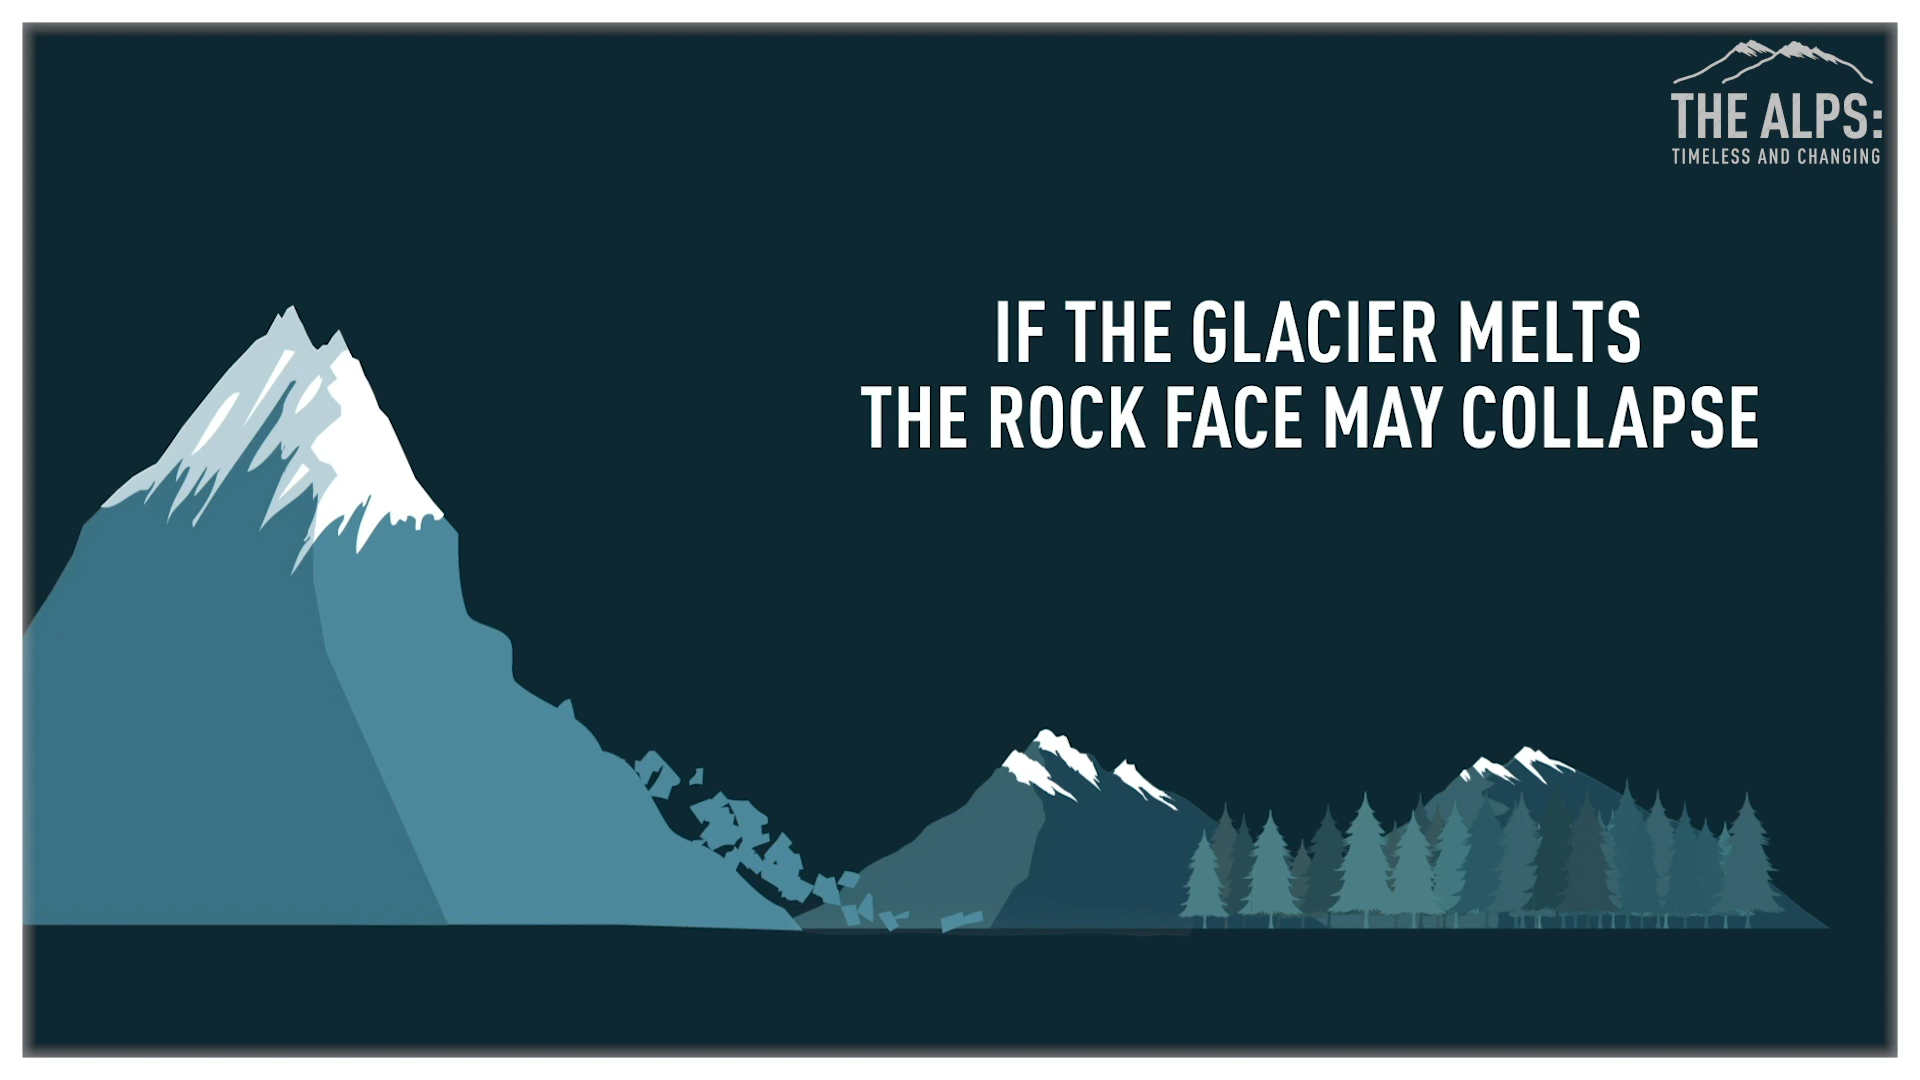 THE ALPS:
TIMELESS AND CHANGING
IF THE GLACIER MELTS
THE ROCK FACE MAY COLLAPSE